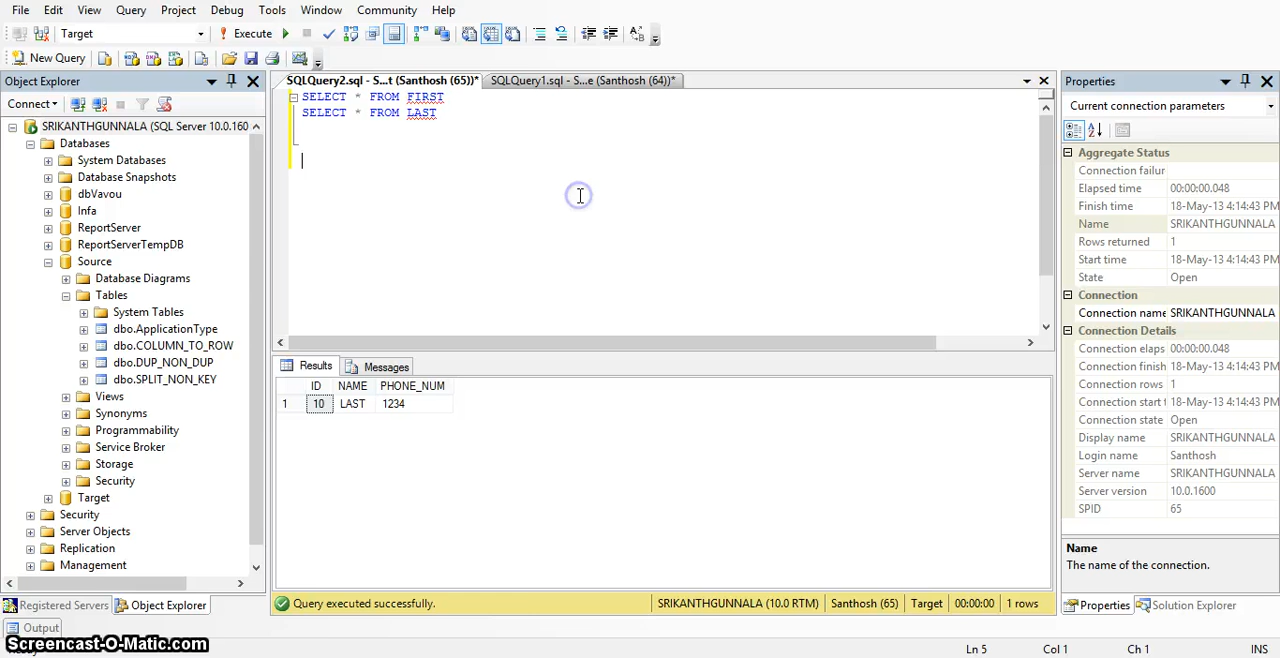 File Edit View Query Project Debug Tools Window Community Help
Target Execute
New Query
Object Explorer
Connect
SRIKANTHGUNNALA (SQL Server 10.0.160
Databases
System Databases
Database Snapshots
dbVavou
Infa
ReportServer
ReportServerTempDB
Source
Database Diagrams
Tables
System Tables
dbo.ApplicationType
dbo.COLUMN_TO_ROW
dbo.DUP_NON_DUP
dbo.SPLIT_NON_KEY
Views
Synonyms
Programmability
Service Broker
Storage
Security
Target
Security
Server Objects
Replication
Management
Registered Servers Object Explorer
Output
SQLQuery2.sql - S...t (Santhosh (65))* SQLQuery1.sql - S...e (Santhosh (64))*
SELECT * FROM FIRST
SELECT * FROM LAST
Results Messages
ID NAME PHONE_NUM
1 10 LAST 1234
Query executed successfully. SRIKANTHGUNNALA (10.0 RTM) Santhosh (65) Target 00:00:00 1 rows
Properties
Current connection parameters
Aggregate Status
Connection failur
Elapsed time 00:00:00.048
Finish time 18-May-13 4:14:43 PM
Name SRIKANTHGUNNALA
Rows returned 1
Start time 18-May-13 4:14:43 PM
State Open
Connection
Connection name SRIKANTHGUNNALA
Connection Details
Connection elaps 00:00:00.048
Connection finish 18-May-13 4:14:43 PM
Connection rows 1
Connection start t 18-May-13 4:14:43 PM
Connection state Open
Display name SRIKANTHGUNNALA
Login name Santhosh
Server name SRIKANTHGUNNALA
Server version 10.0.1600
SPID 65
Name
The name of the connection.
Properties Solution Explorer
Screencast-O-Matic.com
Ln 5 Col 1 Ch 1 INS